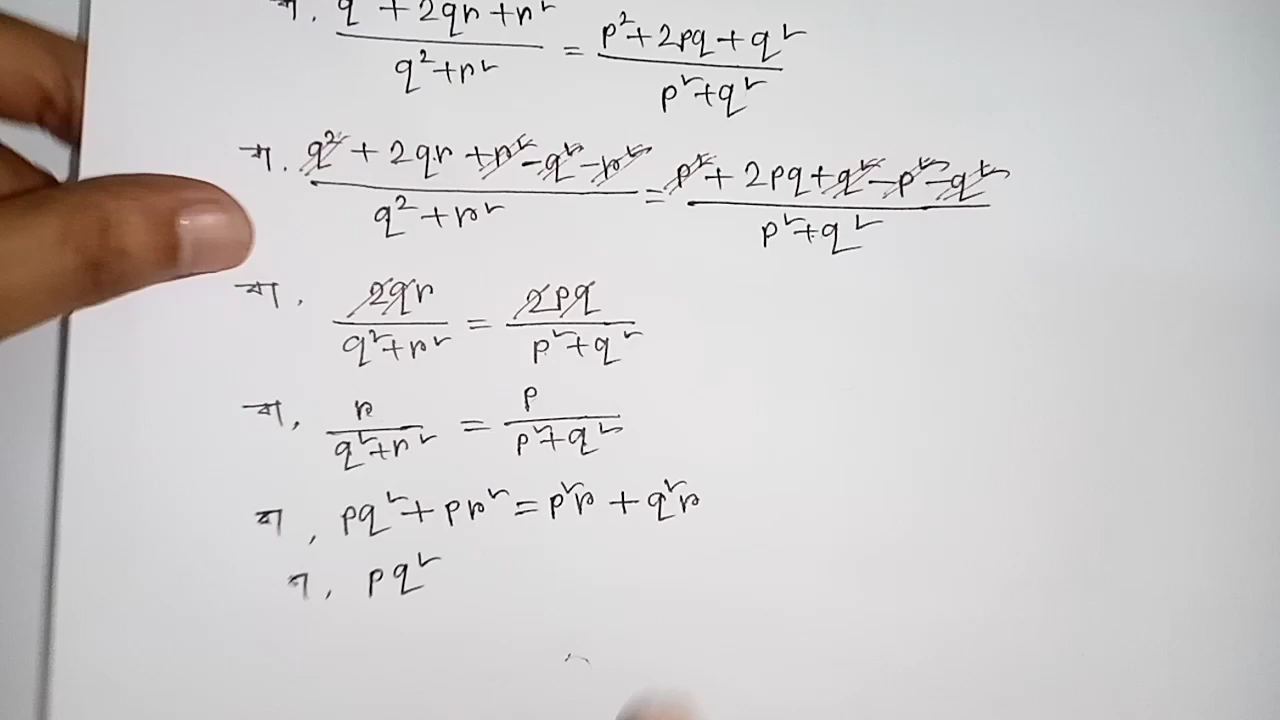 বা, q² + 2qr + r² / q² + r² = p² + 2pq + q² / p² + q²
বা, q² + 2qr + r² - q² - r² / q² + r² = p² + 2pq + q² - p² - q² / p² + q²
বা, 2qr / q² + r² = 2pq / p² + q²
বা, r / q² + r² = p / p² + q²
বা, pq² + pr² = p²r + q²r
বা, pq²